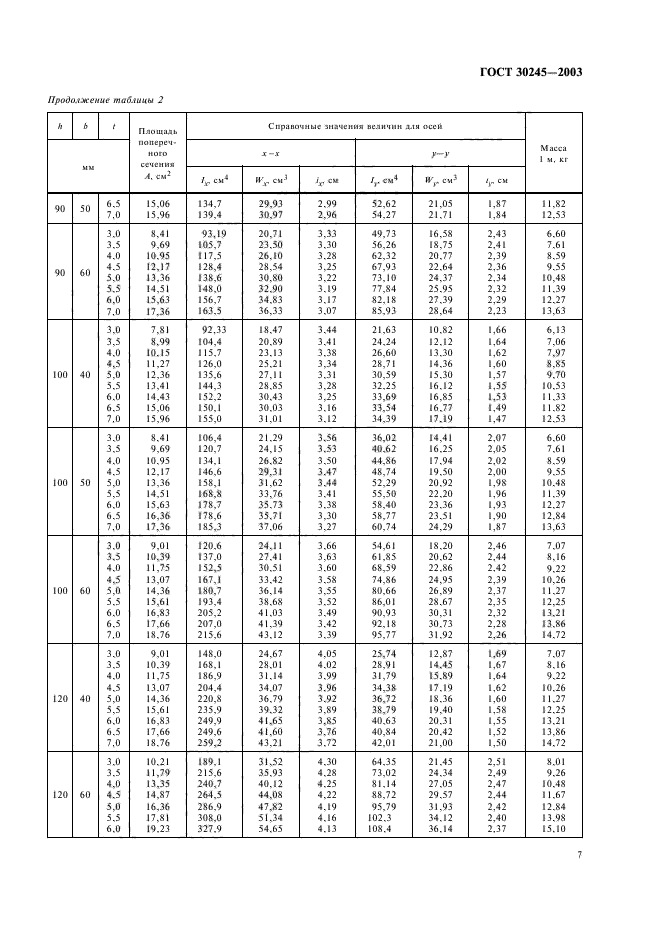 ГОСТ 30245—2003
Продолжение таблицы 2
h b t Площадь поперечного сечения A, см² Справочные значения величин для осей Масса 1 м, кг
мм x—x y—y
Iₓ, см⁴ Wₓ, см³ iₓ, см I_y, см⁴ W_y, см³ i_y, см
90 50 6,5 15,06 134,7 29,93 2,99 52,62 21,05 1,87 11,82
7,0 15,96 139,4 30,97 2,96 54,27 21,71 1,84 12,53
90 60 3,0 8,41 93,19 20,71 3,33 49,73 16,58 2,43 6,60
3,5 9,69 105,7 23,50 3,30 56,26 18,75 2,41 7,61
4,0 10,95 117,5 26,10 3,28 62,32 20,77 2,39 8,59
4,5 12,17 128,4 28,54 3,25 67,93 22,64 2,36 9,55
5,0 13,36 138,6 30,80 3,22 73,10 24,37 2,34 10,48
5,5 14,51 148,0 32,90 3,19 77,84 25,95 2,32 11,39
6,0 15,63 156,7 34,83 3,17 82,18 27,39 2,29 12,27
7,0 17,36 163,5 36,33 3,07 85,93 28,64 2,23 13,63
100 40 3,0 7,81 92,33 18,47 3,44 21,63 10,82 1,66 6,13
3,5 8,99 104,4 20,89 3,41 24,24 12,12 1,64 7,06
4,0 10,15 115,7 23,13 3,38 26,60 13,30 1,62 7,97
4,5 11,27 126,0 25,21 3,34 28,71 14,36 1,60 8,85
5,0 12,36 135,6 27,11 3,31 30,59 15,30 1,57 9,70
5,5 13,41 144,3 28,85 3,28 32,25 16,12 1,55 10,53
6,0 14,43 152,2 30,43 3,25 33,69 16,85 1,53 11,33
6,5 15,06 150,1 30,03 3,16 33,54 16,77 1,49 11,82
7,0 15,96 155,0 31,01 3,12 34,39 17,19 1,47 12,53
100 50 3,0 8,41 106,4 21,29 3,56 36,02 14,41 2,07 6,60
3,5 9,69 120,7 24,15 3,53 40,62 16,25 2,05 7,61
4,0 10,95 134,1 26,82 3,50 44,86 17,94 2,02 8,59
4,5 12,17 146,6 29,31 3,47 48,74 19,50 2,00 9,55
5,0 13,36 158,1 31,62 3,44 52,29 20,92 1,98 10,48
5,5 14,51 168,8 33,76 3,41 55,50 22,20 1,96 11,39
6,0 15,63 178,7 35,73 3,38 58,40 23,36 1,93 12,27
6,5 16,36 178,6 35,71 3,30 58,77 23,51 1,90 12,84
7,0 17,36 185,3 37,06 3,27 60,74 24,29 1,87 13,63
100 60 3,0 9,01 120,6 24,11 3,66 54,61 18,20 2,46 7,07
3,5 10,39 137,0 27,41 3,63 61,85 20,62 2,44 8,16
4,0 11,75 152,5 30,51 3,60 68,59 22,86 2,42 9,22
4,5 13,07 167,1 33,42 3,58 74,86 24,95 2,39 10,26
5,0 14,36 180,7 36,14 3,55 80,66 26,89 2,37 11,27
5,5 15,61 193,4 38,68 3,52 86,01 28,67 2,35 12,25
6,0 16,83 205,2 41,03 3,49 90,93 30,31 2,32 13,21
6,5 17,66 207,0 41,39 3,42 92,18 30,73 2,28 13,86
7,0 18,76 215,6 43,12 3,39 95,77 31,92 2,26 14,72
120 40 3,0 9,01 148,0 24,67 4,05 25,74 12,87 1,69 7,07
3,5 10,39 168,1 28,01 4,02 28,91 14,45 1,67 8,16
4,0 11,75 186,9 31,14 3,99 31,79 15,89 1,64 9,22
4,5 13,07 204,4 34,07 3,96 34,38 17,19 1,62 10,26
5,0 14,36 220,8 36,79 3,92 36,72 18,36 1,60 11,27
5,5 15,61 235,9 39,32 3,89 38,79 19,40 1,58 12,25
6,0 16,83 249,9 41,65 3,85 40,63 20,31 1,55 13,21
6,5 17,66 249,6 41,60 3,76 40,84 20,42 1,52 13,86
7,0 18,76 259,2 43,21 3,72 42,01 21,00 1,50 14,72
120 60 3,0 10,21 189,1 31,52 4,30 64,35 21,45 2,51 8,01
3,5 11,79 215,6 35,93 4,28 73,02 24,34 2,49 9,26
4,0 13,35 240,7 40,12 4,25 81,14 27,05 2,47 10,48
4,5 14,87 264,5 44,08 4,22 88,72 29,57 2,44 11,67
5,0 16,36 286,9 47,82 4,19 95,79 31,93 2,42 12,84
5,5 17,81 308,0 51,34 4,16 102,3 34,12 2,40 13,98
6,0 19,23 327,9 54,65 4,13 108,4 36,14 2,37 15,10
7